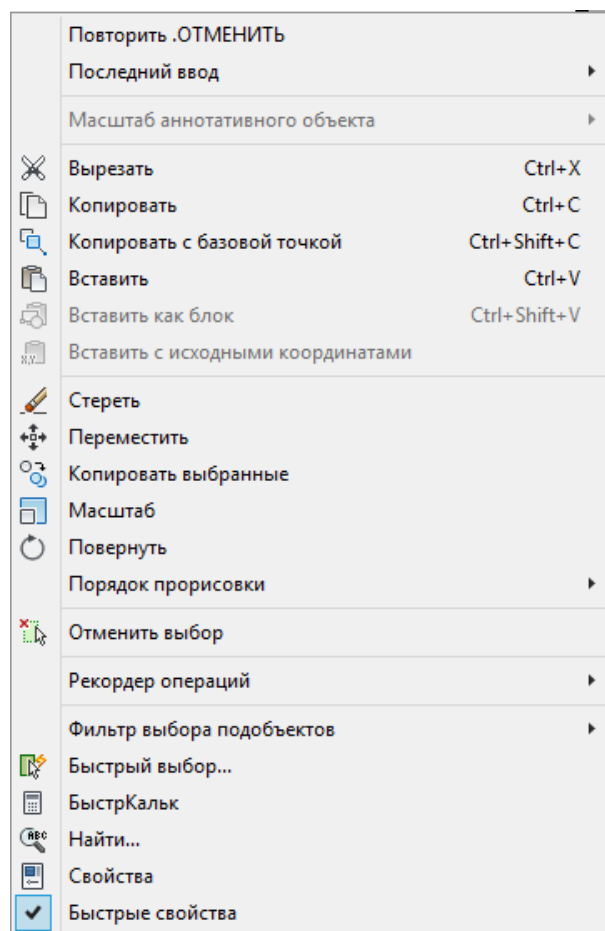 Повторить .ОТМЕНИТЬ
Последний ввод
Масштаб аннотативного объекта
Вырезать Ctrl+X
Копировать Ctrl+C
Копировать с базовой точкой Ctrl+Shift+C
Вставить Ctrl+V
Вставить как блок Ctrl+Shift+V
Вставить с исходными координатами
Стереть
Переместить
Копировать выбранные
Масштаб
Повернуть
Порядок прорисовки
Отменить выбор
Рекордер операций
Фильтр выбора подобъектов
Быстрый выбор...
БыстрКальк
Найти...
Свойства
Быстрые свойства